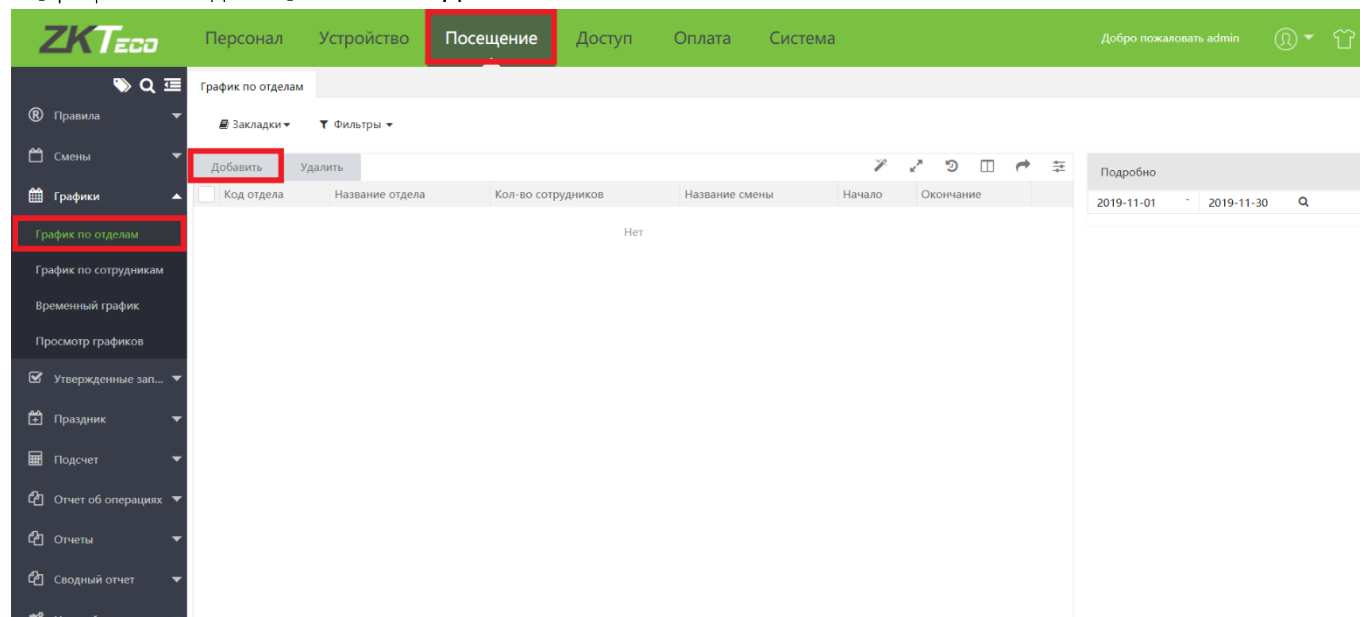 ZKTECO Персонал Устройство Посещение Доступ Оплата Система Добро пожаловать admin
График по отделам
Правила
Закладки Фильтры
Смены
Добавить Удалить
Подробно
Графики
Код отдела Название отдела Кол-во сотрудников Название смены Начало Окончание
2019-11-01 - 2019-11-30
График по отделам
Нет
График по сотрудникам
Временный график
Просмотр графиков
Утвержденные зап...
Праздник
Подсчет
Отчет об операциях
Отчеты
Сводный отчет